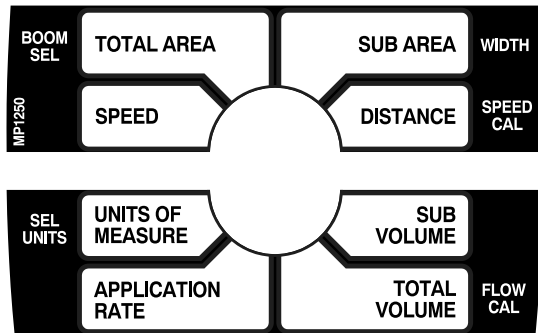 BOOM
SEL
TOTAL AREA
SUB AREA
WIDTH
MP1250
SPEED
DISTANCE
SPEED
CAL
SEL
UNITS
UNITS OF
MEASURE
SUB
VOLUME
APPLICATION
RATE
TOTAL
VOLUME
FLOW
CAL